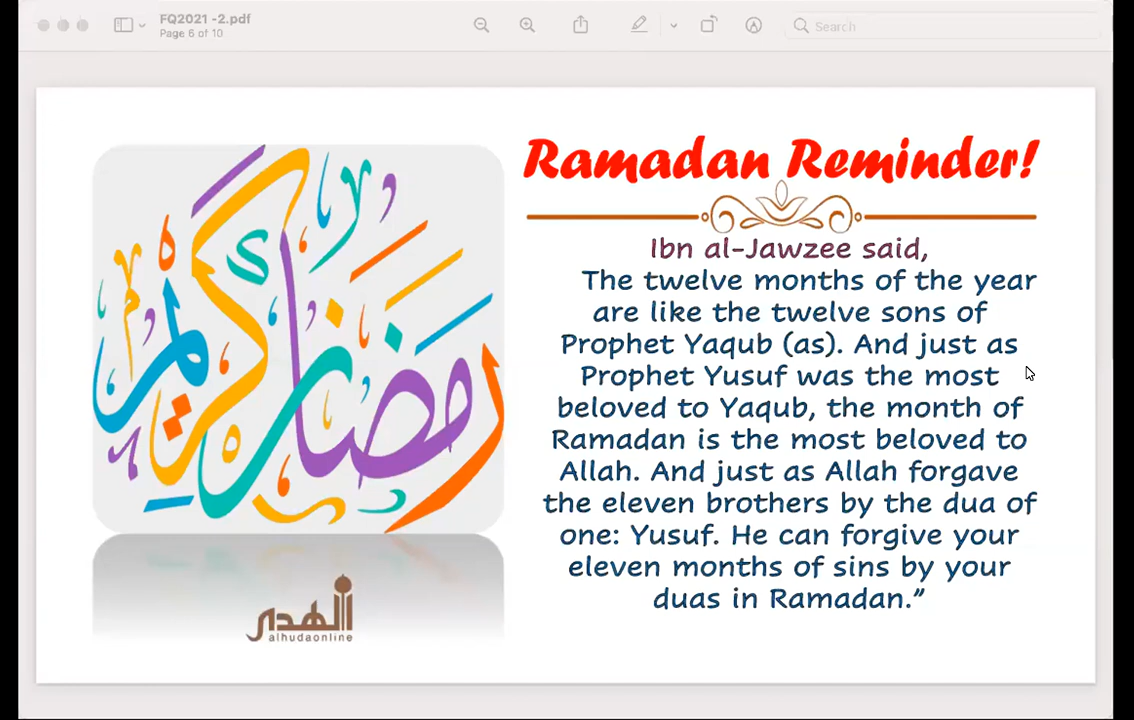 FQ2021 -2.pdf
Page 6 of 10
Search
رمضان كريم
Ramadan Reminder!
Ibn al-Jawzee said,
The twelve months of the year
are like the twelve sons of
Prophet Yaqub (as). And just as
Prophet Yusuf was the most
beloved to Yaqub, the month of
Ramadan is the most beloved to
Allah. And just as Allah forgave
the eleven brothers by the dua of
one: Yusuf. He can forgive your
eleven months of sins by your
duas in Ramadan.”
الهدى
alhudaonline